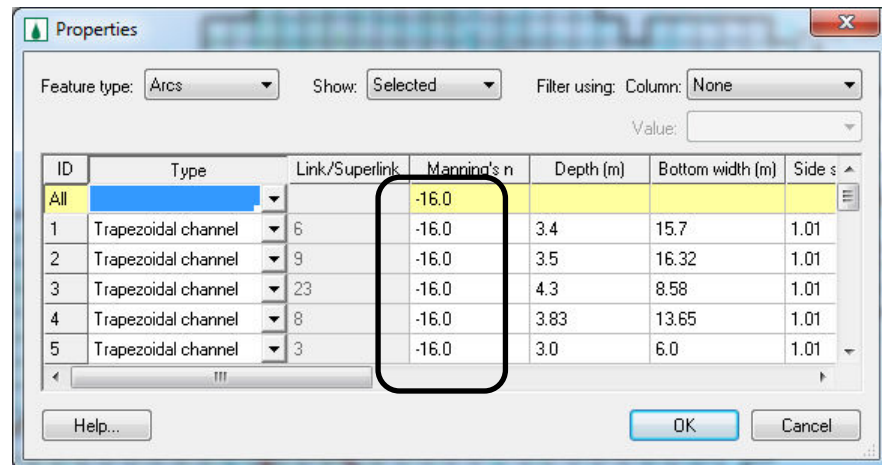 Properties
Feature type: Arcs Show: Selected Filter using: Column: None
Value:
ID Type Link/Superlink Manning's n Depth (m) Bottom width (m) Side s
All -16.0
1 Trapezoidal channel 6 -16.0 3.4 15.7 1.01
2 Trapezoidal channel 9 -16.0 3.5 16.32 1.01
3 Trapezoidal channel 23 -16.0 4.3 8.58 1.01
4 Trapezoidal channel 8 -16.0 3.83 13.65 1.01
5 Trapezoidal channel 3 -16.0 3.0 6.0 1.01
Help... OK Cancel